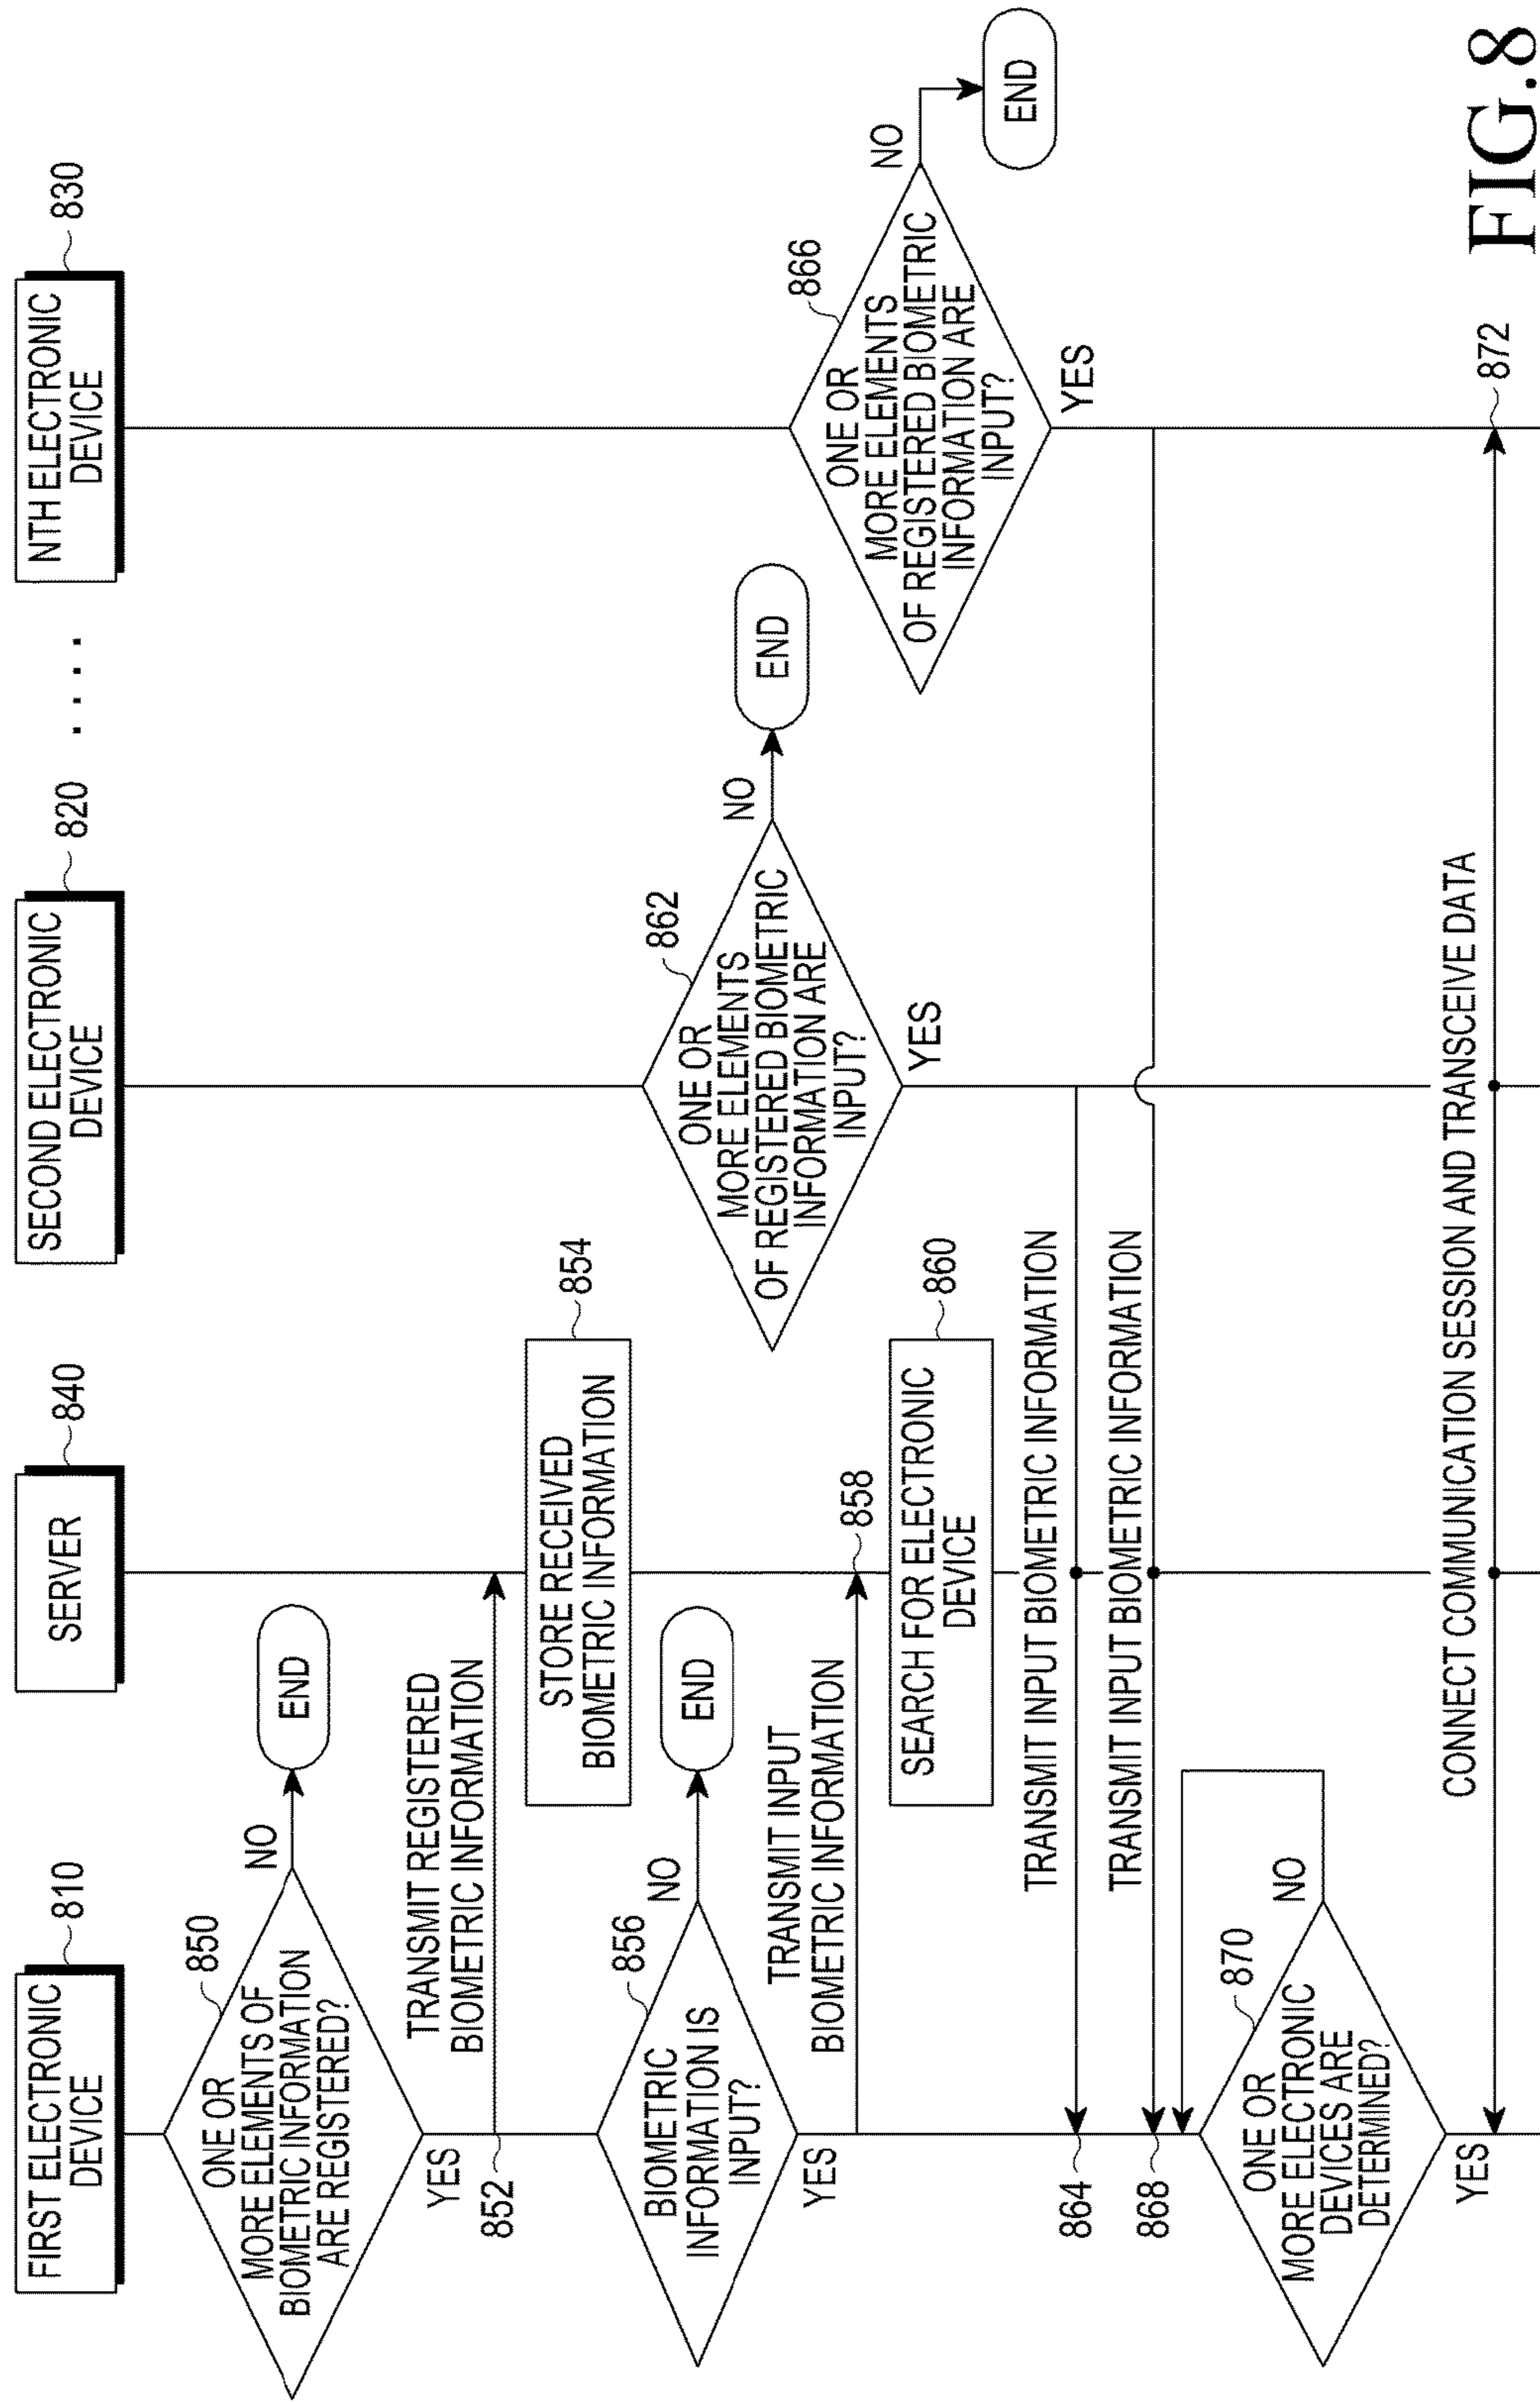 FIRST ELECTRONIC
DEVICE
810
SERVER
840
SECOND ELECTRONIC
DEVICE
820
. . . .
NTH ELECTRONIC
DEVICE
830
850
ONE OR
MORE ELEMENTS OF
BIOMETRIC INFORMATION
ARE REGISTERED?
NO
END
YES
852
TRANSMIT REGISTERED
BIOMETRIC INFORMATION
854
STORE RECEIVED
BIOMETRIC INFORMATION
856
BIOMETRIC
INFORMATION IS
INPUT?
NO
END
YES
TRANSMIT INPUT
BIOMETRIC INFORMATION
858
860
SEARCH FOR ELECTRONIC
DEVICE
862
ONE OR
MORE ELEMENTS
OF REGISTERED BIOMETRIC
INFORMATION ARE
INPUT?
NO
END
YES
866
ONE OR
MORE ELEMENTS
OF REGISTERED BIOMETRIC
INFORMATION ARE
INPUT?
NO
END
YES
TRANSMIT INPUT BIOMETRIC INFORMATION
864
TRANSMIT INPUT BIOMETRIC INFORMATION
868
870
ONE OR
MORE ELECTRONIC
DEVICES ARE
DETERMINED?
NO
YES
CONNECT COMMUNICATION SESSION AND TRANSCEIVE DATA
872
FIG.8